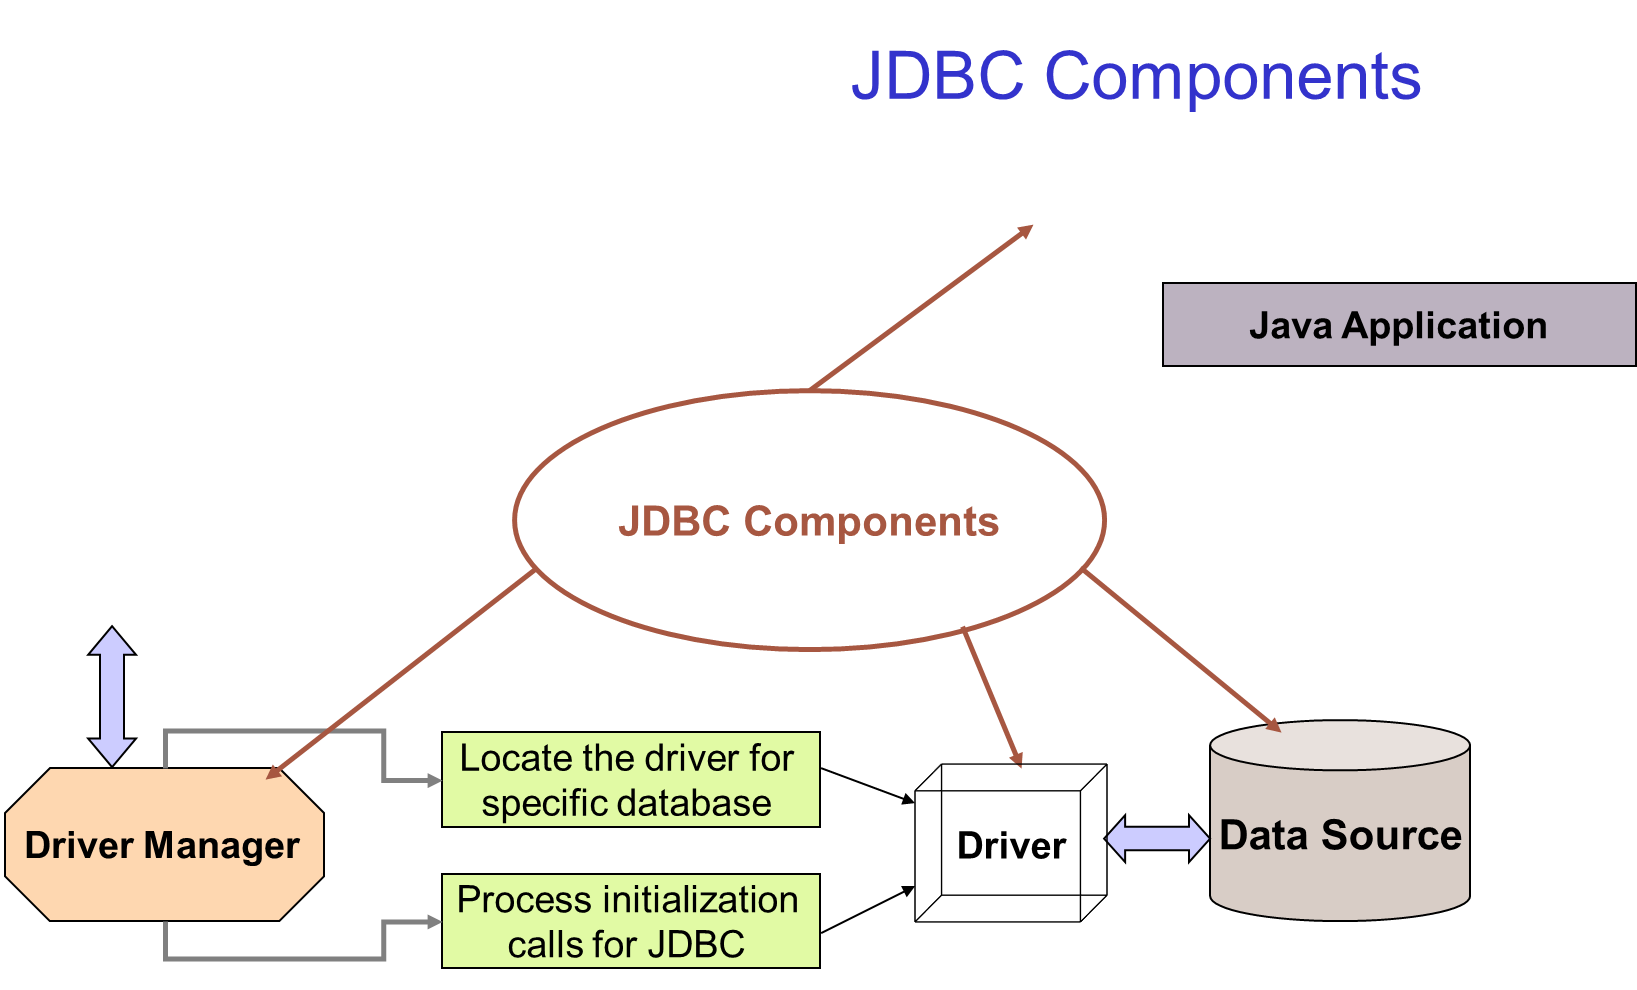 JDBC Components
Java Application
JDBC Components
Locate the driver for
specific database
Driver Manager
Driver
Data Source
Process initialization
calls for JDBC